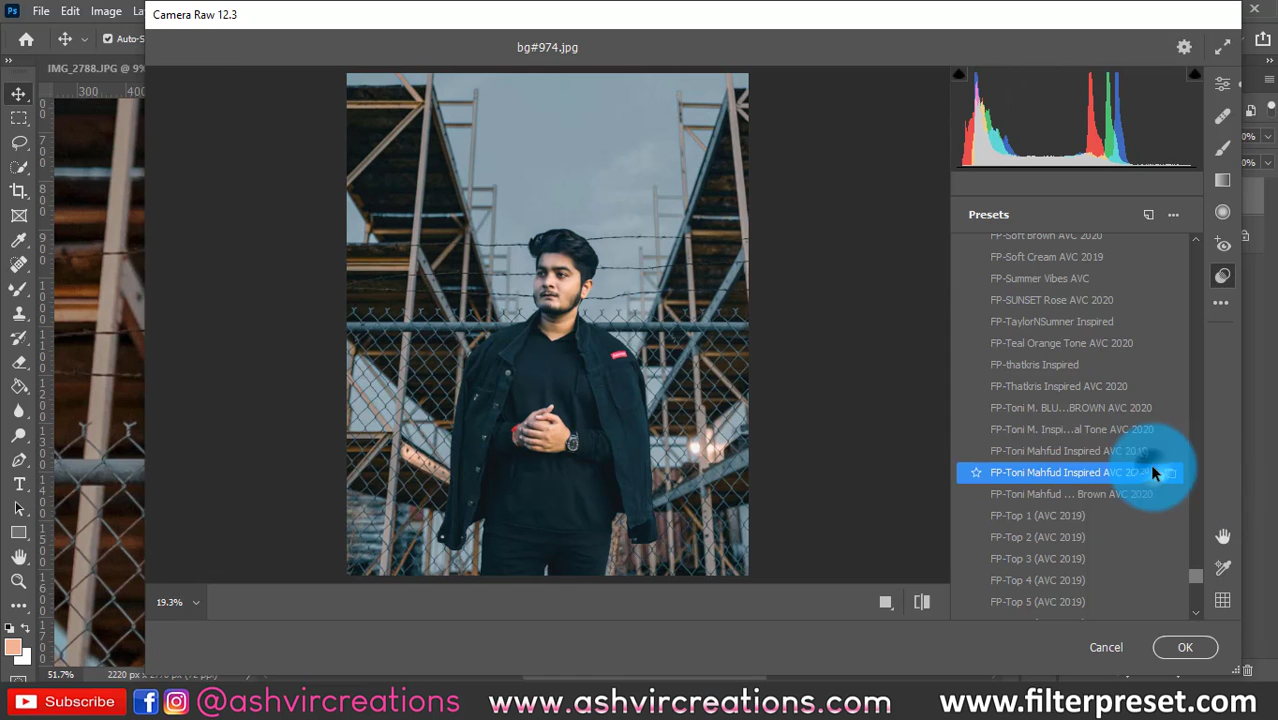 Ps File Edit Image
Camera Raw 12.3
Auto-S
bg#974.jpg
IMG_2788.JPG @ 9
300
400
Presets
FP-Soft Brown AVC 2020
FP-Soft Cream AVC 2019
FP-Summer Vibes AVC
FP-SUNSET Rose AVC 2020
FP-TaylorNSumner Inspired
FP-Teal Orange Tone AVC 2020
FP-thatkris Inspired
FP-Thatkris Inspired AVC 2020
FP-Toni M. BLU...BROWN AVC 2020
FP-Toni M. Inspi...al Tone AVC 2020
FP-Toni Mahfud Inspired AVC
FP-Toni Mahfud Inspired AVC
FP-Toni Mahfud ... Brown AVC 2020
FP-Top 1 (AVC 2019)
FP-Top 2 (AVC 2019)
FP-Top 3 (AVC 2019)
FP-Top 4 (AVC 2019)
FP-Top 5 (AVC 2019)
19.3%
Cancel
OK
51.7%
2220 px x
Subscribe
@ashvircreations
www.ashvircreations.com
www.filterpreset.com